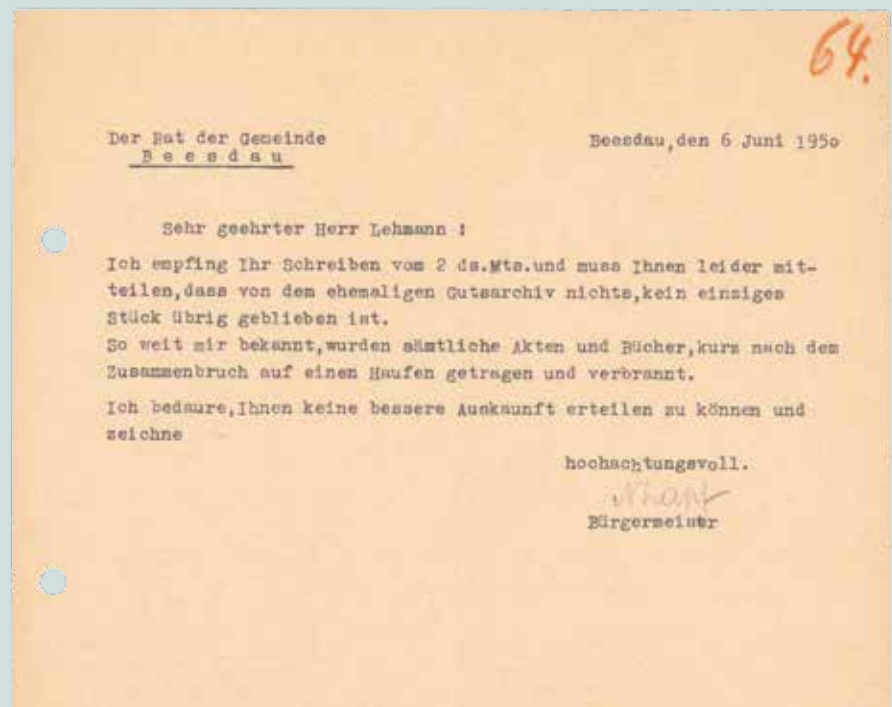 64.
Der Rat der Gemeinde
Beesdau
Beesdau,den 6 Juni 1950
Sehr geehrter Herr Lehmann !
Ich empfing Ihr Schreiben vom 2 ds.Mts.und muss Ihnen leider mit-
teilen,dass von dem ehemaligen Gutsarchiv nichts,kein einziges
Stück übrig geblieben ist.
So weit mir bekannt,wurden sämtliche Akten und Bücher,kurz nach dem
Zusammenbruch auf einen Haufen getragen und verbrannt.
Ich bedaure,Ihnen keine bessere Auskaunft erteilen zu können und
zeichne
hochachtungsvoll.
Bürgermeister